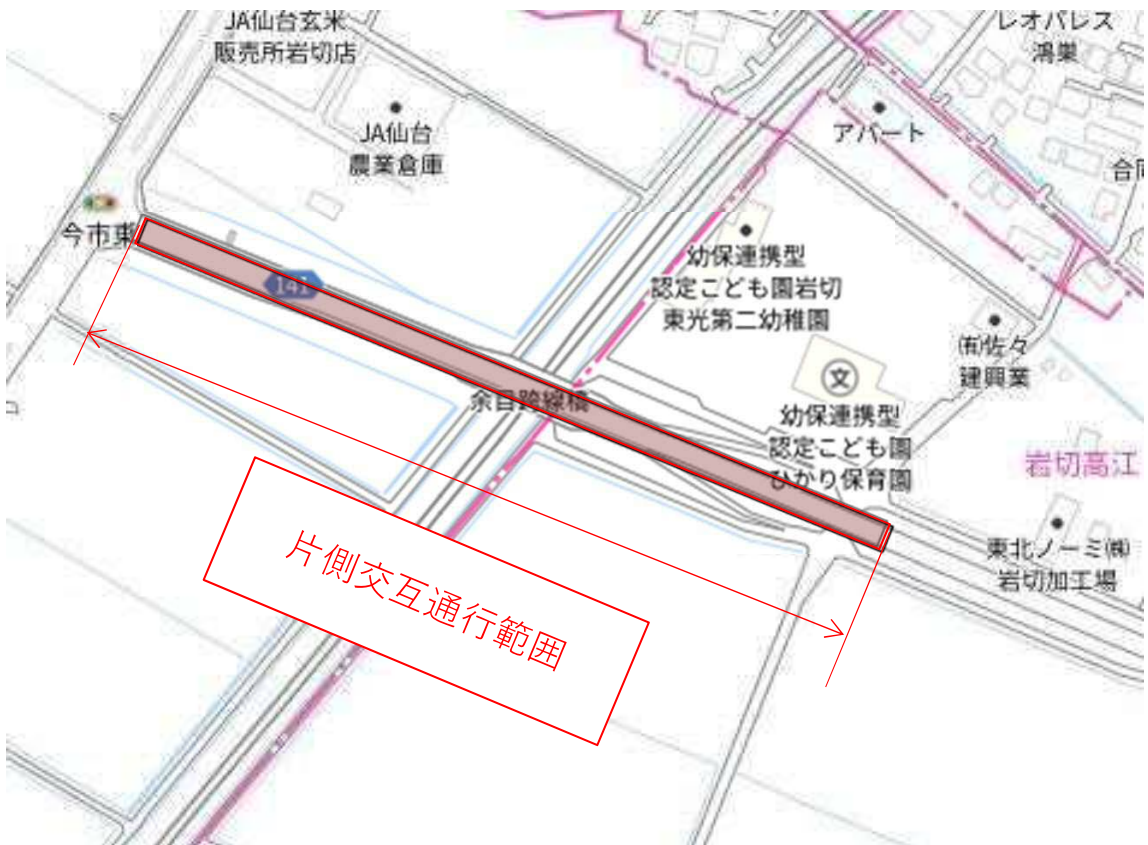 JA仙台玄米
販売所岩切店
レオパレス
鴻巣
JA仙台
農業倉庫
アパート
今市東
141
幼保連携型
認定こども園岩切
東光第二幼稚園
㈲佐々
建興業
文
余目跨線橋
幼保連携型
認定こども園
ひかり保育園
岩切高江
東北ノーミ㈱
岩切加工場
片側交互通行範囲